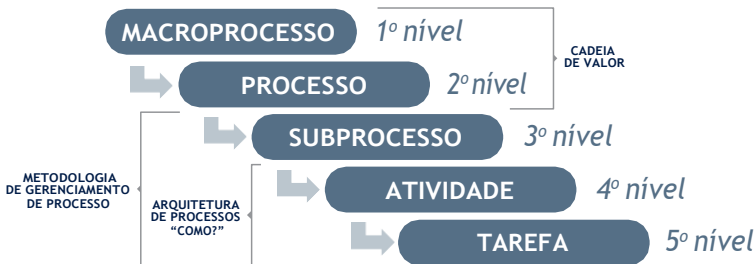 MACROPROCESSO 1º nível
CADEIA
DE VALOR
PROCESSO 2º nível
SUBPROCESSO 3º nível
METODOLOGIA
DE GERENCIAMENTO
DE PROCESSO
ATIVIDADE 4º nível
ARQUITETURA
DE PROCESSOS
“COMO?”
TAREFA 5º nível